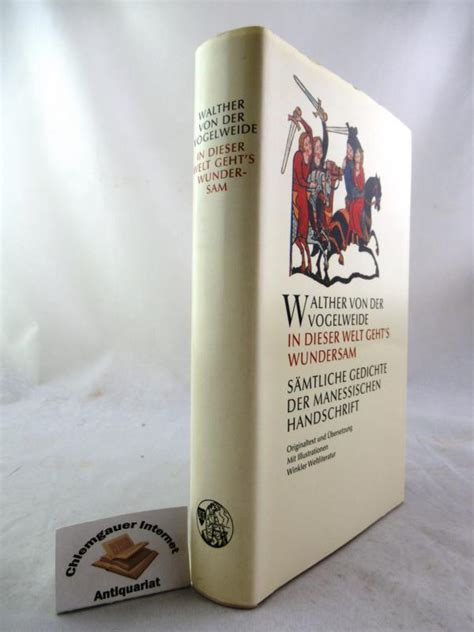 WALTHER
VON DER
VOGELWEIDE
IN DIESER
WELT GEHT'S
WUNDER-
SAM
WALTHER VON DER
VOGELWEIDE
IN DIESER WELT GEHT'S
WUNDERSAM
SÄMTLICHE GEDICHTE
DER MANESSISCHEN
HANDSCHRIFT
Originaltext und Übersetzung
Mit Illustrationen
Winkler Weltliteratur
Chiemgauer Internet
Antiquariat